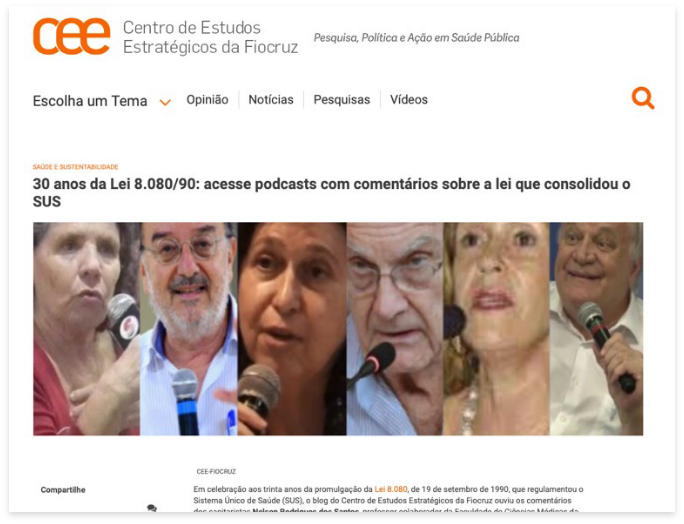 cee
Centro de Estudos
Estratégicos da Fiocruz
Pesquisa, Política e Ação em Saúde Pública
Escolha um Tema
Opinião
Notícias
Pesquisas
Vídeos
SAÚDE E SUSTENTABILIDADE
30 anos da Lei 8.080/90: acesse podcasts com comentários sobre a lei que consolidou o
SUS
CEE-FIOCRUZ
Compartilhe
Em celebração aos trinta anos da promulgação da Lei 8.080, de 19 de setembro de 1990, que regulamentou o
Sistema Único de Saúde (SUS), o blog do Centro de Estudos Estratégicos da Fiocruz ouviu os comentários
dos sanitaristas Nelson Rodrigues dos Santos, professor colaborador da Faculdade de Ciências Médicas da